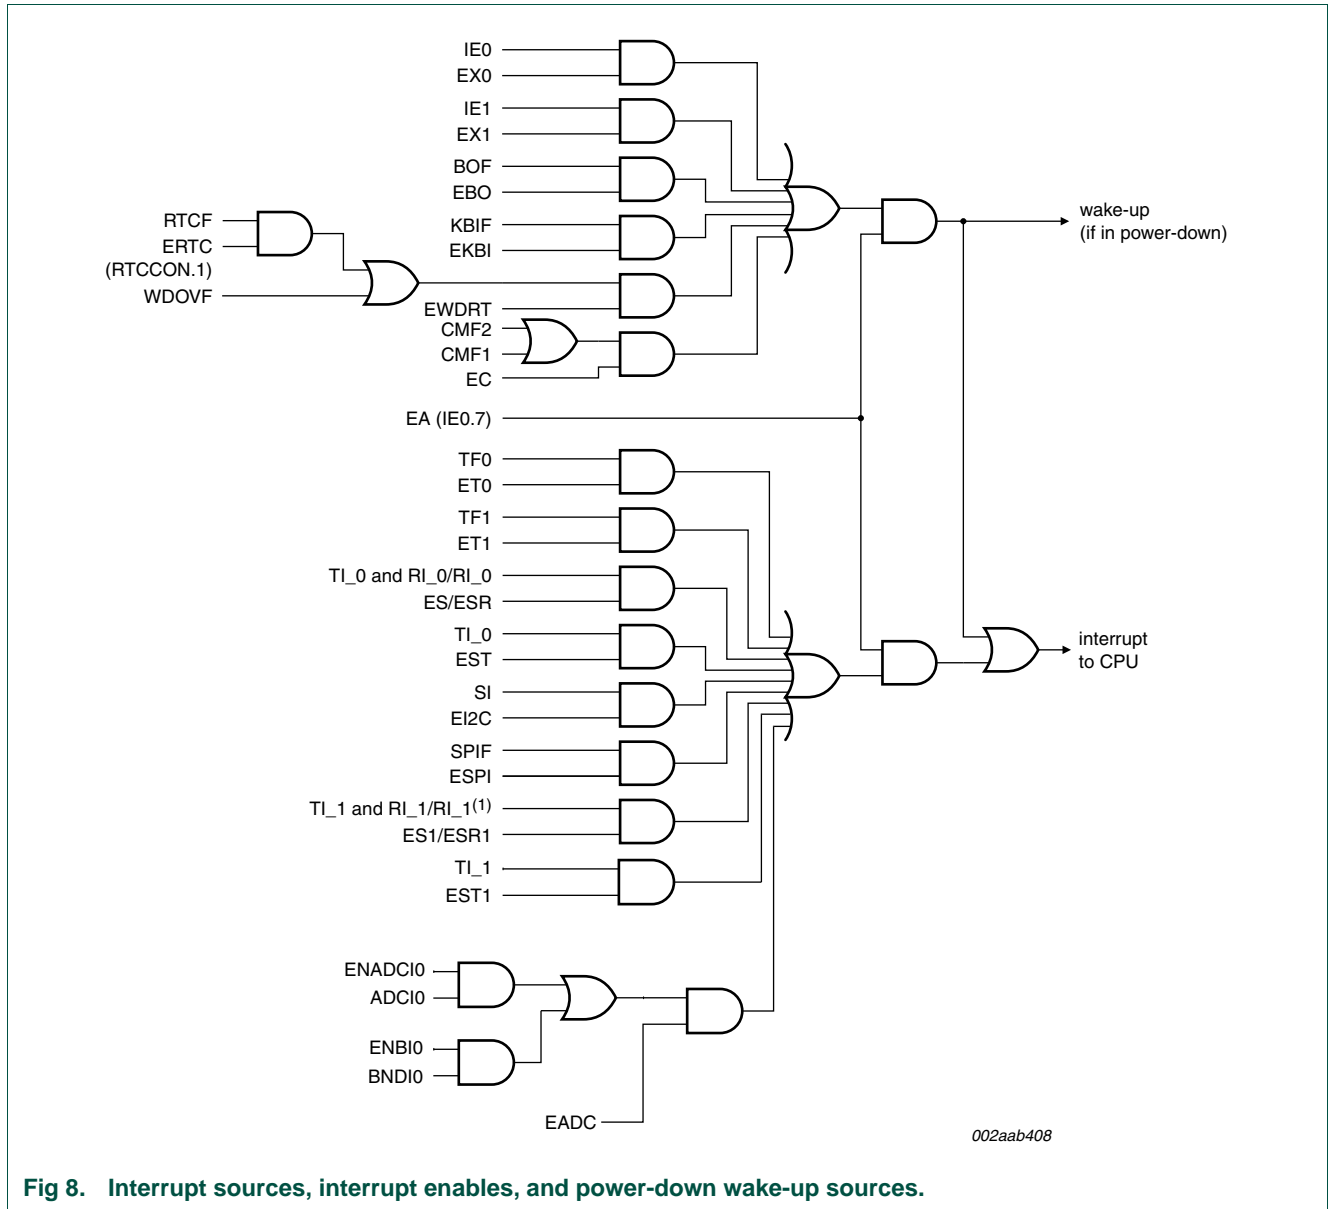 IE0
EX0
IE1
EX1
BOF
EBO
KBIF
EKBI
RTCF
ERTC
(RTCCON.1)
WDOVF
EWDRT
CMF2
CMF1
EC
wake-up
(if in power-down)
EA (IE0.7)
TF0
ET0
TF1
ET1
TI_0 and RI_0/RI_0
ES/ESR
TI_0
EST
interrupt
to CPU
SI
EI2C
SPIF
ESPI
TI_1 and RI_1/RI_1(1)
ES1/ESR1
TI_1
EST1
ENADCI0
ADCI0
ENBI0
BNDI0
EADC
002aab408
Fig 8. Interrupt sources, interrupt enables, and power-down wake-up sources.